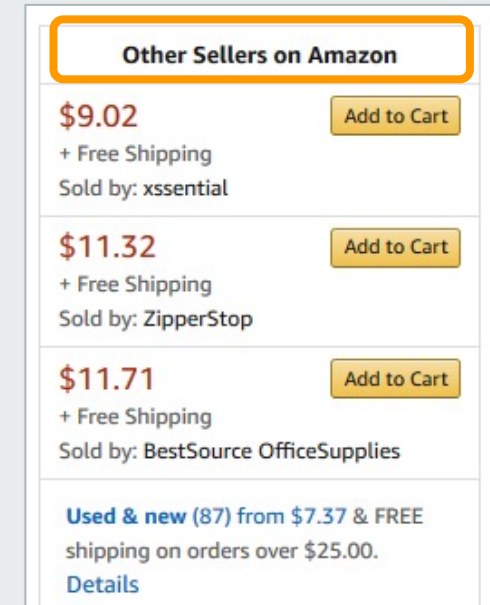 Other Sellers on Amazon
$9.02
Add to Cart
+ Free Shipping
Sold by: xssential
$11.32
Add to Cart
+ Free Shipping
Sold by: ZipperStop
$11.71
Add to Cart
+ Free Shipping
Sold by: BestSource OfficeSupplies
Used & new (87) from $7.37 & FREE
shipping on orders over $25.00.
Details